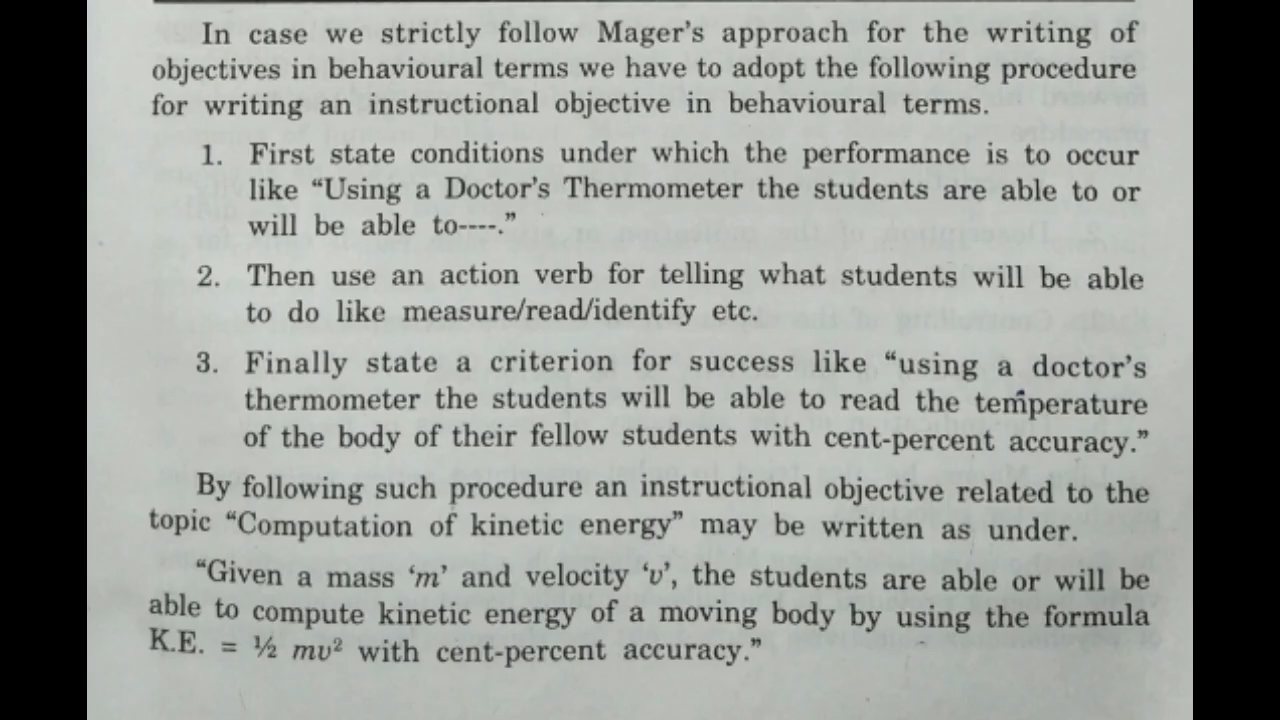 In case we strictly follow Mager's approach for the writing of
objectives in behavioural terms we have to adopt the following procedure
for writing an instructional objective in behavioural terms.
1. First state conditions under which the performance is to occur
like “Using a Doctor's Thermometer the students are able to or
will be able to----.”
2. Then use an action verb for telling what students will be able
to do like measure/read/identify etc.
3. Finally state a criterion for success like “using a doctor's
thermometer the students will be able to read the temperature
of the body of their fellow students with cent-percent accuracy.”
By following such procedure an instructional objective related to the
topic “Computation of kinetic energy” may be written as under.
“Given a mass ‘m’ and velocity ‘v’, the students are able or will be
able to compute kinetic energy of a moving body by using the formula
K.E. = ½ mv² with cent-percent accuracy.”